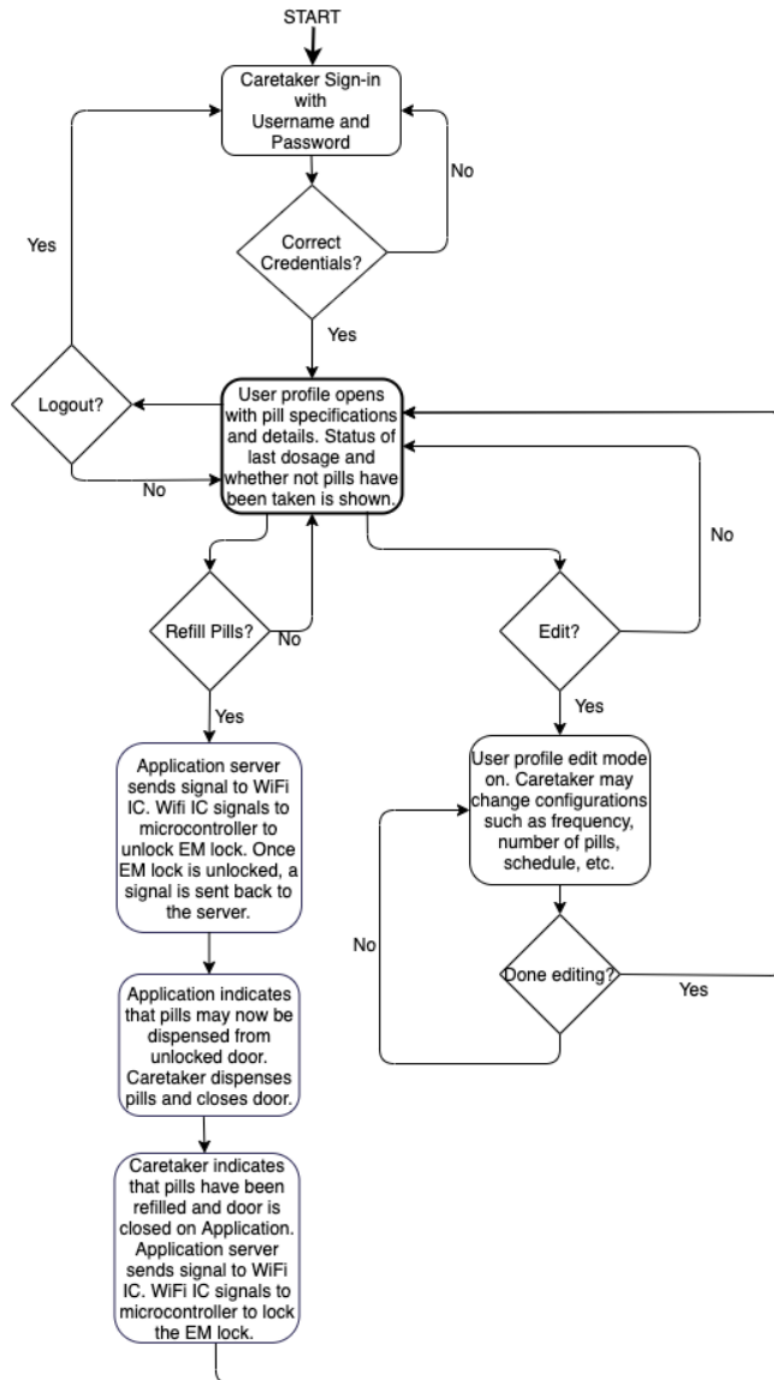 START
Caretaker Sign-in
with
Username and
Password
No
Correct
Credentials?
Yes
Yes
User profile opens
with pill specifications
and details. Status of
last dosage and
whether not pills have
been taken is shown.
Logout?
No
No
Refill Pills?
No
Edit?
Yes
Yes
Application server
sends signal to WiFi
IC. Wifi IC signals to
microcontroller to
unlock EM lock. Once
EM lock is unlocked, a
signal is sent back to
the server.
User profile edit mode
on. Caretaker may
change configurations
such as frequency,
number of pills,
schedule, etc.
No
Done editing?
Yes
Application indicates
that pills may now be
dispensed from
unlocked door.
Caretaker dispenses
pills and closes door.
Caretaker indicates
that pills have been
refilled and door is
closed on Application.
Application server
sends signal to WiFi
IC. WiFi IC signals to
microcontroller to lock
the EM lock.